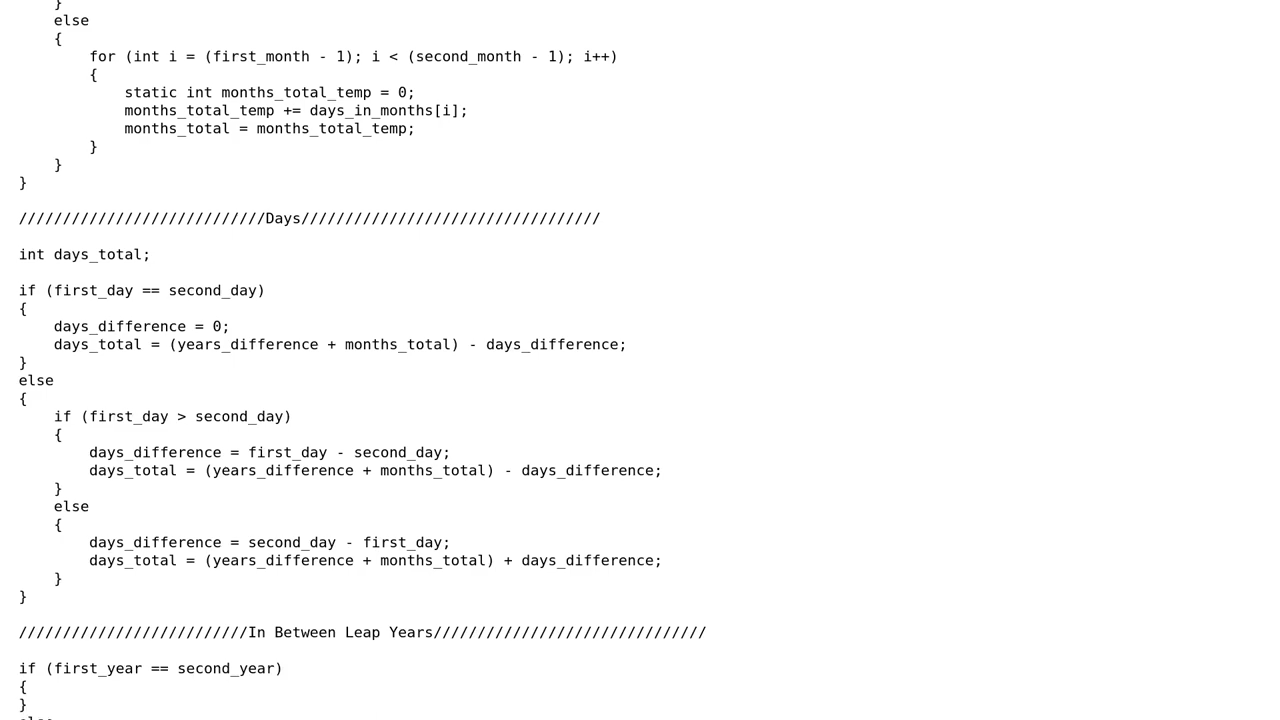 }
    else
    {
        for (int i = (first_month - 1); i < (second_month - 1); i++)
        {
            static int months_total_temp = 0;
            months_total_temp += days_in_months[i];
            months_total = months_total_temp;
        }
    }
}
////////////////////////////Days//////////////////////////////////
int days_total;
if (first_day == second_day)
{
    days_difference = 0;
    days_total = (years_difference + months_total) - days_difference;
}
else
{
    if (first_day > second_day)
    {
        days_difference = first_day - second_day;
        days_total = (years_difference + months_total) - days_difference;
    }
    else
    {
        days_difference = second_day - first_day;
        days_total = (years_difference + months_total) + days_difference;
    }
}
//////////////////////////In Between Leap Years///////////////////////////////
if (first_year == second_year)
{
}
else